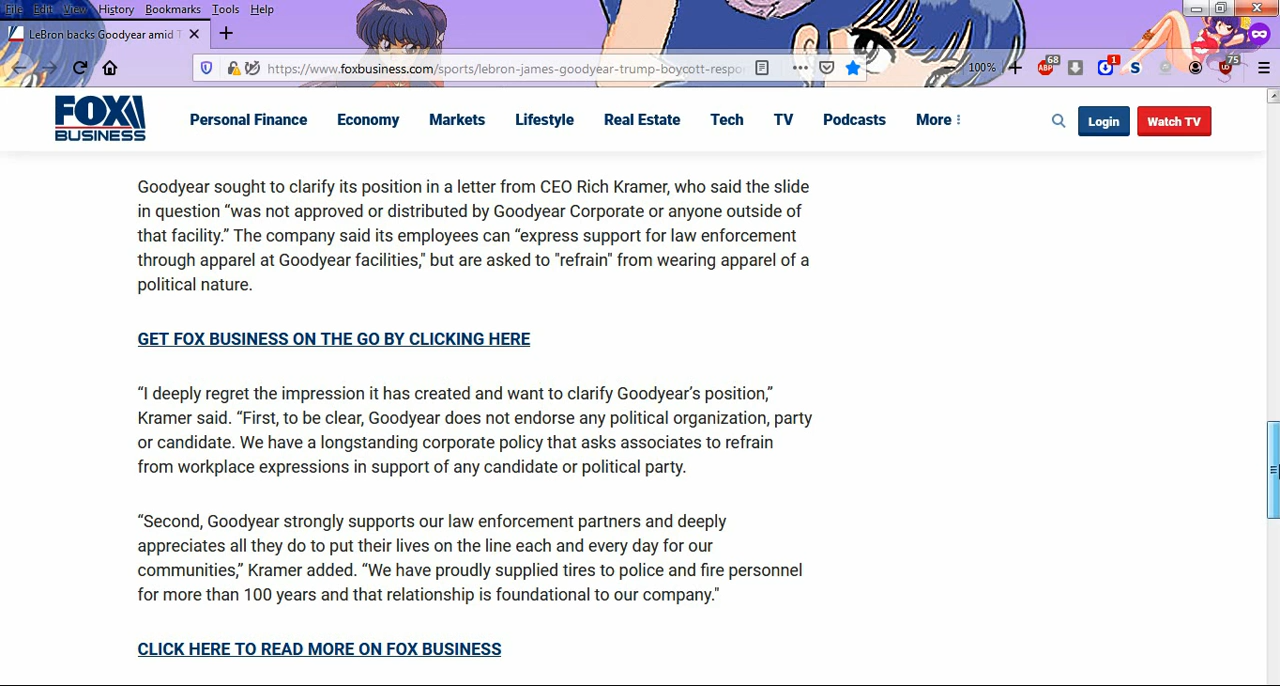 File Edit View History Bookmarks Tools Help
LeBron backs Goodyear amid T
https://www.foxbusiness.com/sports/lebron-james-goodyear-trump-boycott-respo
100%
68
1
S
75
ABP
FOX
BUSINESS
Personal Finance Economy Markets Lifestyle Real Estate Tech TV Podcasts More
Login
Watch TV
Goodyear sought to clarify its position in a letter from CEO Rich Kramer, who said the slide
in question “was not approved or distributed by Goodyear Corporate or anyone outside of
that facility.” The company said its employees can “express support for law enforcement
through apparel at Goodyear facilities," but are asked to "refrain" from wearing apparel of a
political nature.
GET FOX BUSINESS ON THE GO BY CLICKING HERE
“I deeply regret the impression it has created and want to clarify Goodyear’s position,”
Kramer said. “First, to be clear, Goodyear does not endorse any political organization, party
or candidate. We have a longstanding corporate policy that asks associates to refrain
from workplace expressions in support of any candidate or political party.
“Second, Goodyear strongly supports our law enforcement partners and deeply
appreciates all they do to put their lives on the line each and every day for our
communities,” Kramer added. “We have proudly supplied tires to police and fire personnel
for more than 100 years and that relationship is foundational to our company."
CLICK HERE TO READ MORE ON FOX BUSINESS